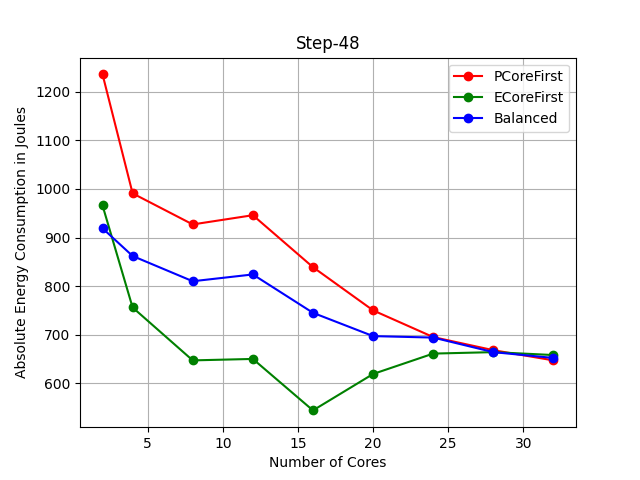 Step-48
PCoreFirst
ECoreFirst
Balanced
Absolute Energy Consumption in Joules
1200
1100
1000
900
800
700
600
5 10 15 20 25 30
Number of Cores